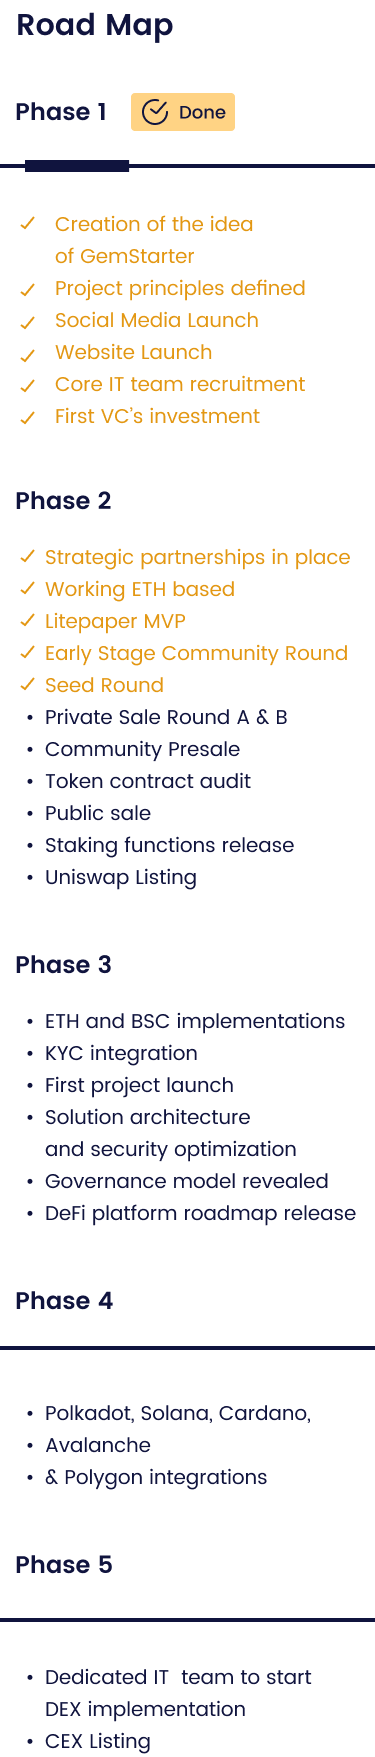 Road Map
Phase 1
Done
Creation of the idea
of GemStarter
Project principles defined
Social Media Launch
Website Launch
Core IT team recruitment
First VC's investment
Phase 2
Strategic partnerships in place
Working ETH based
Litepaper MVP
Early Stage Community Round
Seed Round
• Private Sale Round A & B
• Community Presale
• Token contract audit
• Public sale
• Staking functions release
• Uniswap Listing
Phase 3
• ETH and BSC implementations
• KYC integration
• First project launch
• Solution architecture
and security optimization
• Governance model revealed
• DeFi platform roadmap release
Phase 4
• Polkadot, Solana, Cardano,
• Avalanche
• & Polygon integrations
Phase 5
• Dedicated IT team to start
DEX implementation
• CEX Listing